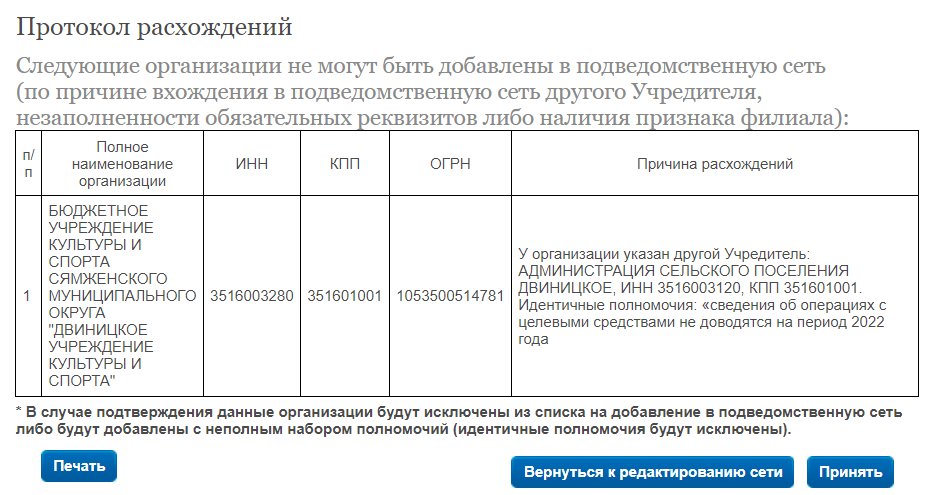 Протокол расхождений
Следующие организации не могут быть добавлены в подведомственную сеть
(по причине вхождения в подведомственную сеть другого Учредителя,
незаполненности обязательных реквизитов либо наличия признака филиала):
п/
п
Полное
наименование
организации
ИНН
КПП
ОГРН
Причина расхождений
1
БЮДЖЕТНОЕ
УЧРЕЖДЕНИЕ
КУЛЬТУРЫ И
СПОРТА
СЯМЖЕНСКОГО
МУНИЦИПАЛЬНОГО
ОКРУГА
"ДВИНИЦКОЕ
УЧРЕЖДЕНИЕ
КУЛЬТУРЫ И
СПОРТА"
3516003280
351601001
1053500514781
У организации указан другой Учредитель:
АДМИНИСТРАЦИЯ СЕЛЬСКОГО ПОСЕЛЕНИЯ
ДВИНИЦКОЕ, ИНН 3516003120, КПП 351601001.
Идентичные полномочия: «сведения об операциях с
целевыми средствами не доводятся на период 2022
года
* В случае подтверждения данные организации будут исключены из списка на добавление в подведомственную сеть
либо будут добавлены с неполным набором полномочий (идентичные полномочия будут исключены).
Печать
Вернуться к редактированию сети
Принять